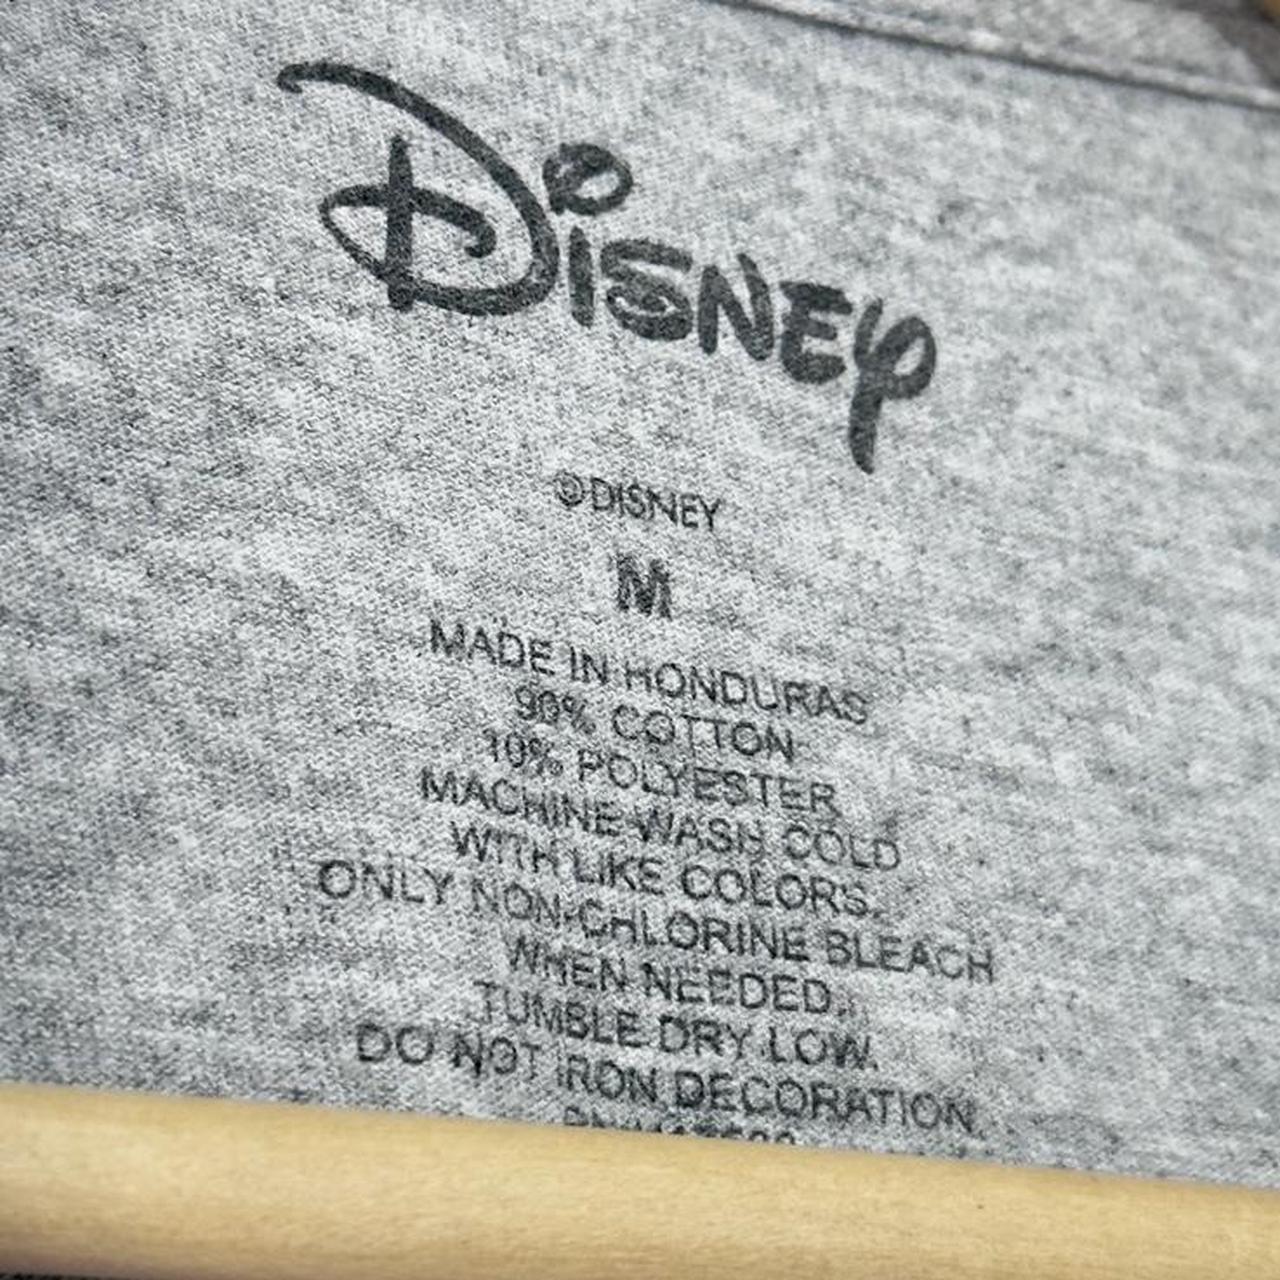 Disney
©DISNEY
M
MADE IN HONDURAS
90% COTTON
10% POLYESTER
MACHINE WASH COLD
WITH LIKE COLORS.
ONLY NON-CHLORINE BLEACH
WHEN NEEDED.
TUMBLE DRY LOW.
DO NOT IRON DECORATION.